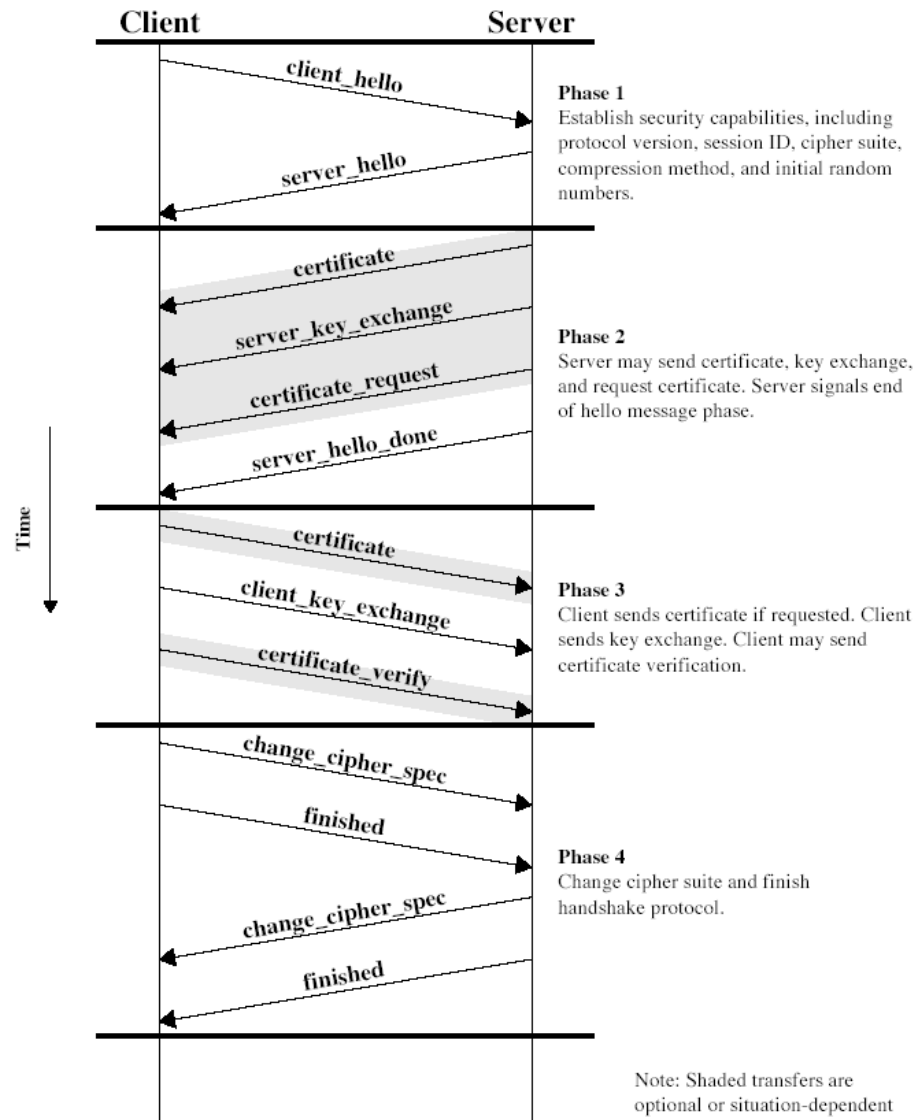 Client
Server
client_hello
server_hello
Phase 1
Establish security capabilities, including
protocol version, session ID, cipher suite,
compression method, and initial random
numbers.
certificate
server_key_exchange
certificate_request
server_hello_done
Phase 2
Server may send certificate, key exchange,
and request certificate. Server signals end
of hello message phase.
Time
certificate
client_key_exchange
certificate_verify
Phase 3
Client sends certificate if requested. Client
sends key exchange. Client may send
certificate verification.
change_cipher_spec
finished
change_cipher_spec
finished
Phase 4
Change cipher suite and finish
handshake protocol.
Note: Shaded transfers are
optional or situation-dependent